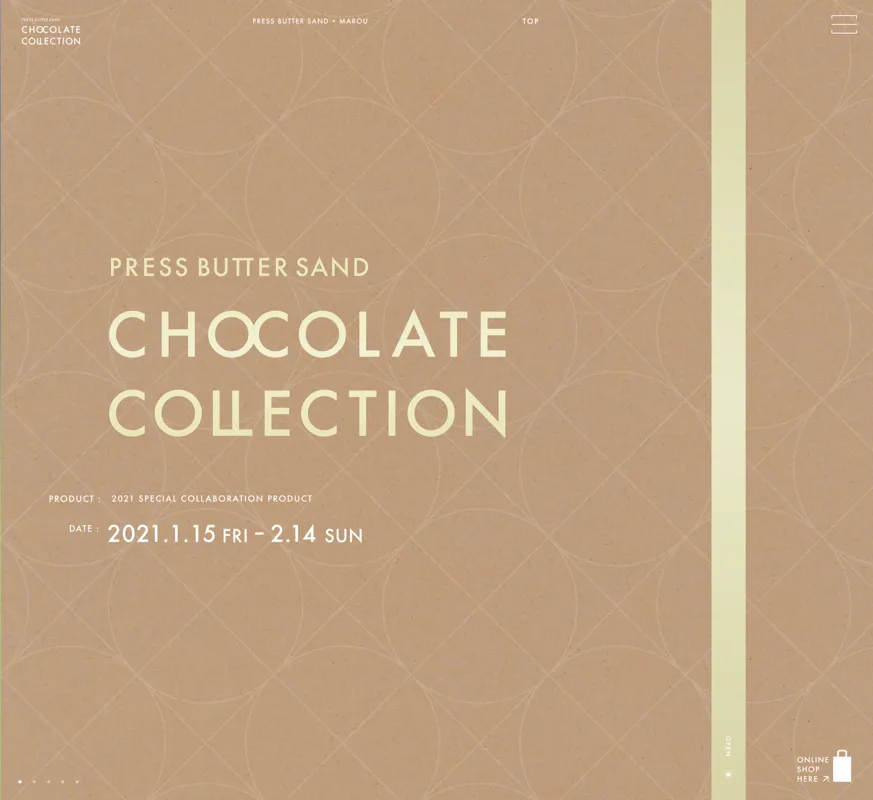 PRESS BUTTER SAND
CHOCOLATE
COLLECTION
PRESS BUTTER SAND × MAROU
TOP
PRESS BUTTER SAND
CHOCOLATE
COLLECTION
PRODUCT : 2021 SPECIAL COLLABORATION PRODUCT
DATE : 2021.1.15 FRI – 2.14 SUN
OPEN
ONLINE
SHOP
HERE ↗